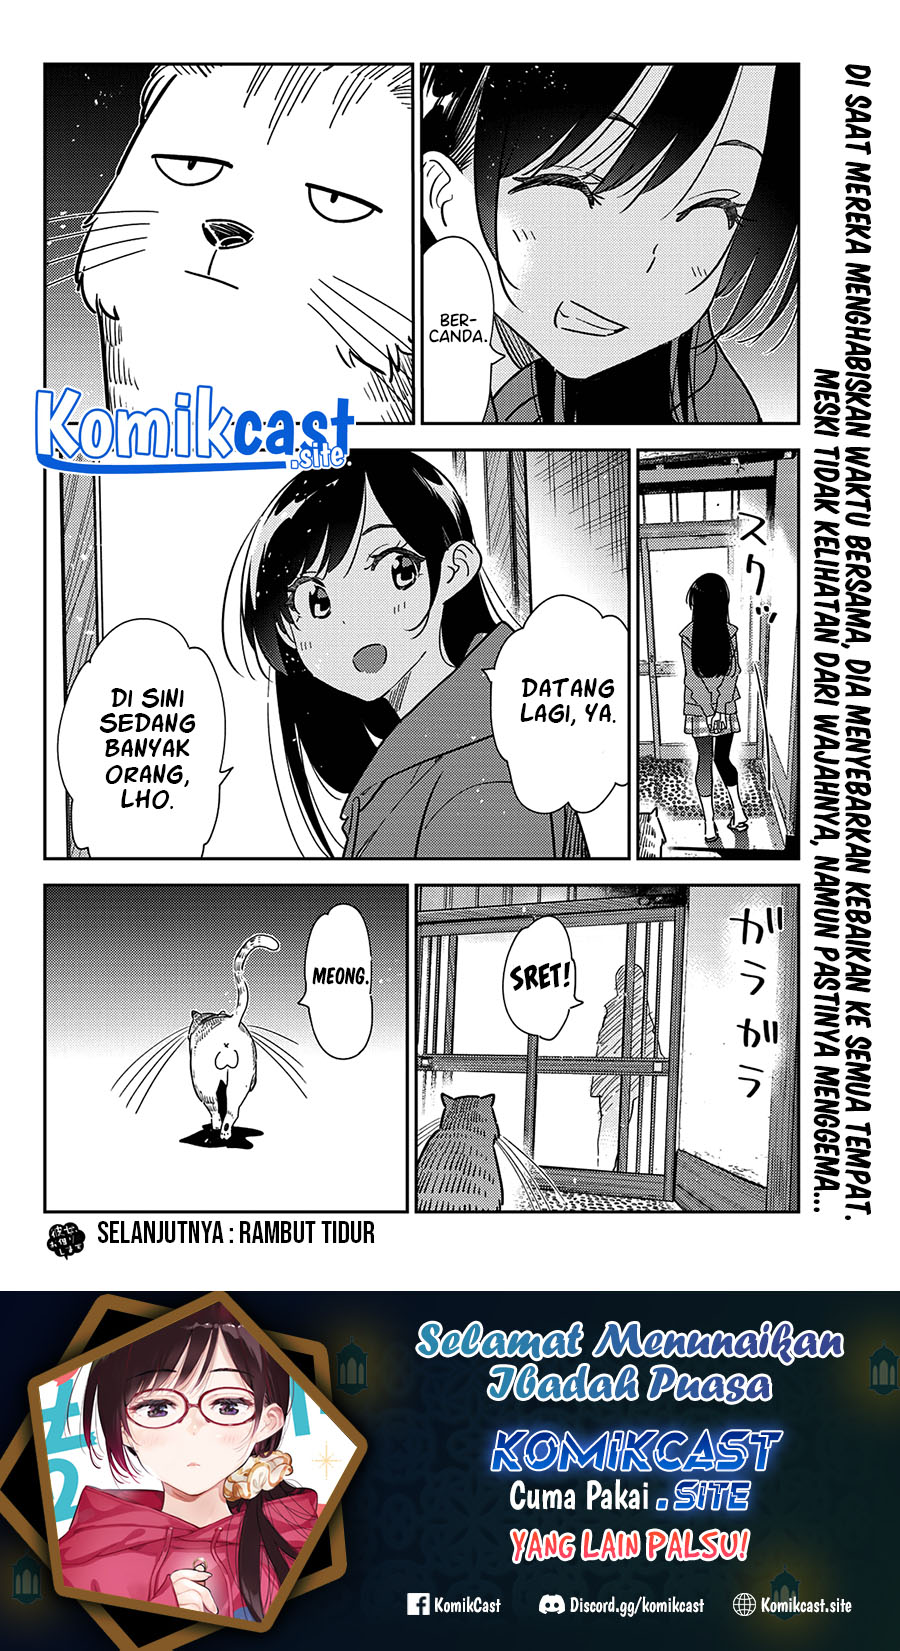 DI SAAT MEREKA MENGHABISKAN WAKTU BERSAMA, DIA MENYEBARKAN KEBAIKAN KE SEMUA TEMPAT.
MESKI TIDAK KELIHATAN DARI WAJAHNYA, NAMUN PASTINYA MENGGEMA...
BER-
CANDA.
Komikcast
.site
スクッ
DATANG
LAGI, YA.
DI SINI
SEDANG
BANYAK
ORANG,
LHO.
ガラガラ
SRET!
MEONG.
SELANJUTNYA : RAMBUT TIDUR
Selamat Menunaikan
Ibadah Puasa
KOMIKCAST
Cuma Pakai .SITE
YANG LAIN PALSU!
KomikCast
Discord.gg/komikcast
Komikcast.site